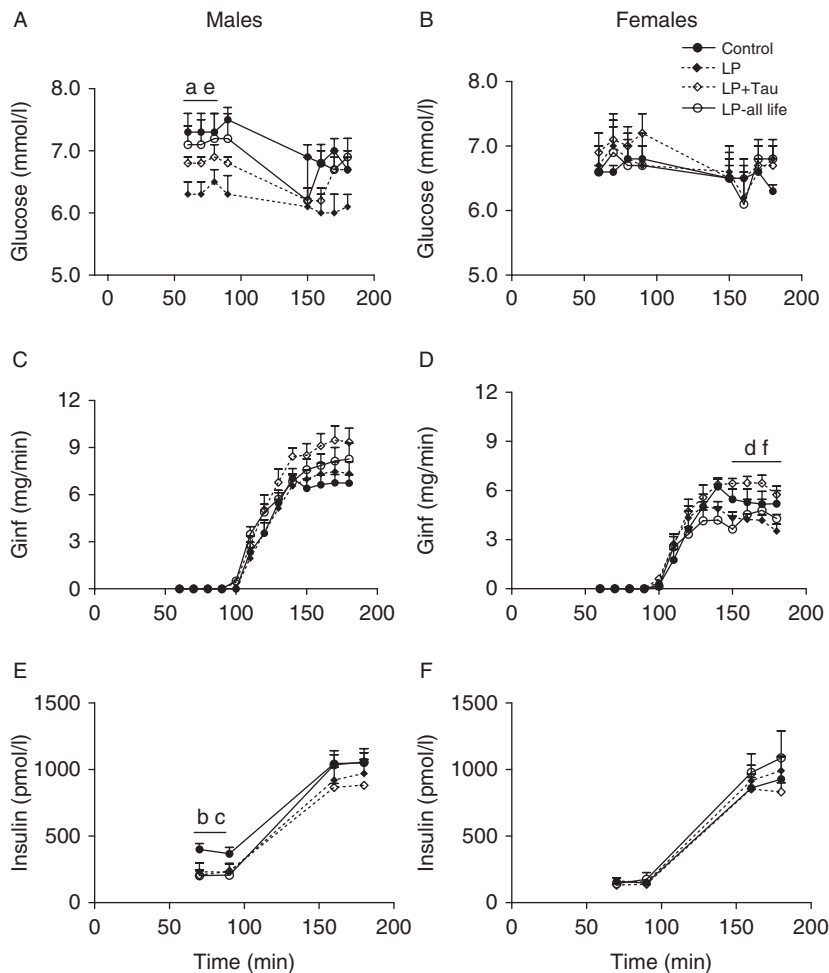 A Males
B Females
Control
LP
LP+Tau
LP-all life
Glucose (mmol/l)
8.0
7.0
6.0
5.0
a e
0 50 100 150 200
Glucose (mmol/l)
8.0
7.0
6.0
5.0
0 50 100 150 200
C
Ginf (mg/min)
12
9
6
3
0
0 50 100 150 200
D
Ginf (mg/min)
12
9
6
3
0
d f
0 50 100 150 200
E
Insulin (pmol/l)
1500
1000
500
0
b c
0 50 100 150 200
Time (min)
F
Insulin (pmol/l)
1500
1000
500
0
0 50 100 150 200
Time (min)